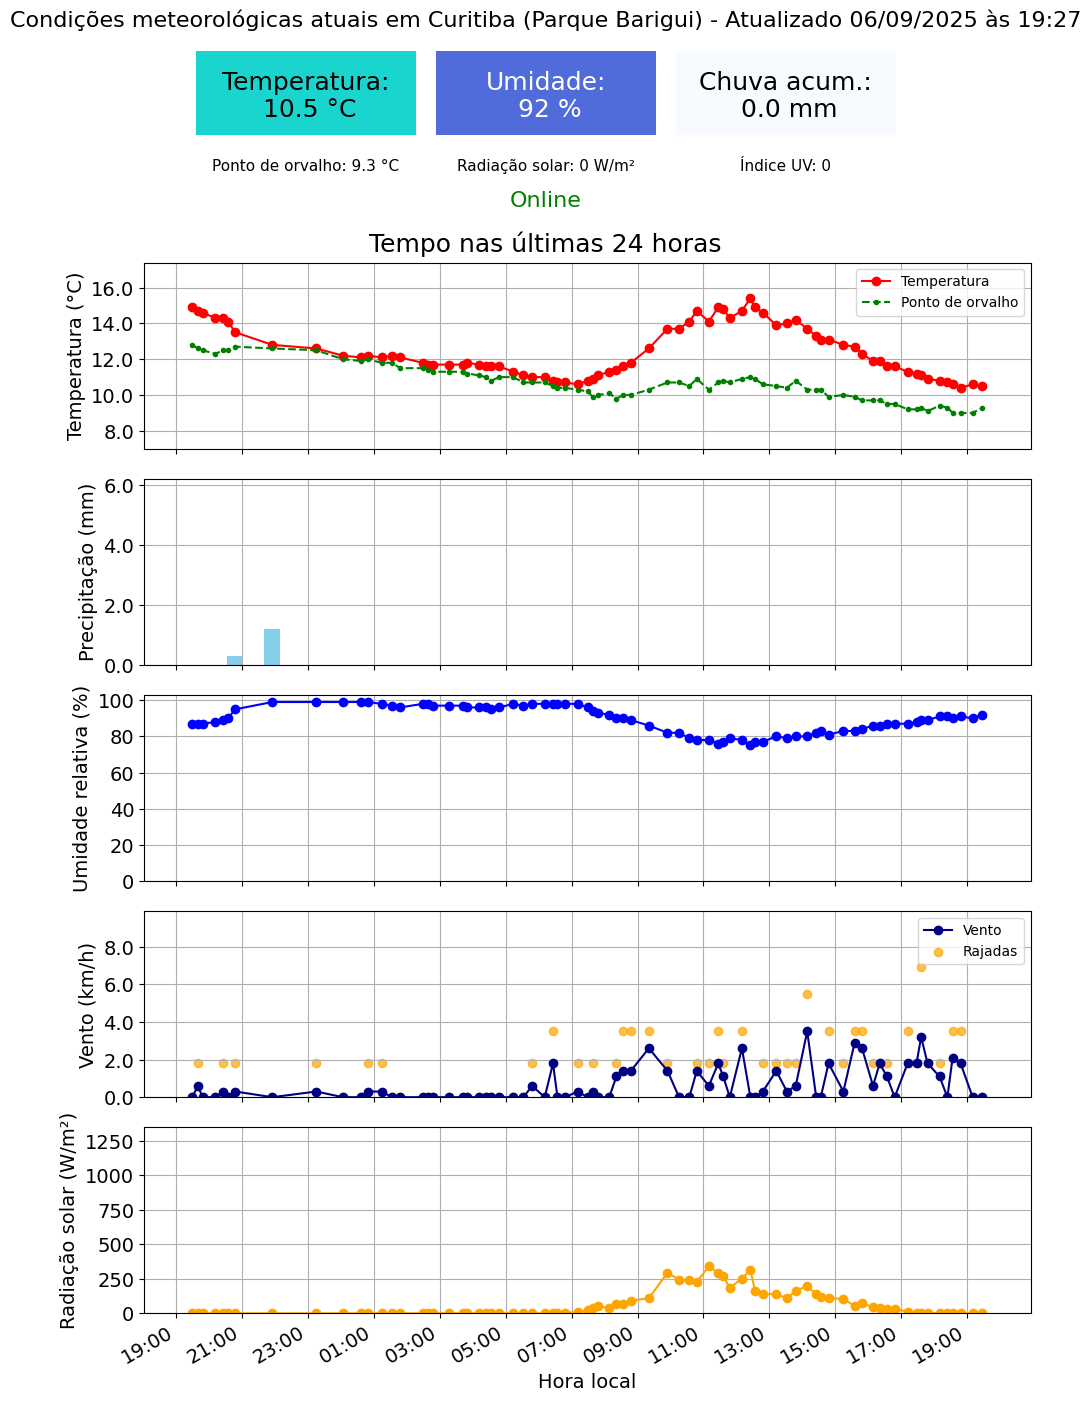 Condições meteorológicas atuais em Curitiba (Parque Barigui) - Atualizado 06/09/2025 às 19:27
Temperatura:
10.5 °C
Umidade:
92 %
Chuva acum.:
0.0 mm
Ponto de orvalho: 9.3 °C
Radiação solar: 0 W/m²
Índice UV: 0
Online
Tempo nas últimas 24 horas
Temperatura (°C)
16.0
14.0
12.0
10.0
8.0
Temperatura
Ponto de orvalho
Precipitação (mm)
6.0
4.0
2.0
0.0
Umidade relativa (%)
100
80
60
40
20
0
Vento (km/h)
8.0
6.0
4.0
2.0
0.0
Vento
Rajadas
Radiação solar (W/m²)
1250
1000
750
500
250
0
19:00
21:00
23:00
01:00
03:00
05:00
07:00
09:00
11:00
13:00
15:00
17:00
19:00
Hora local